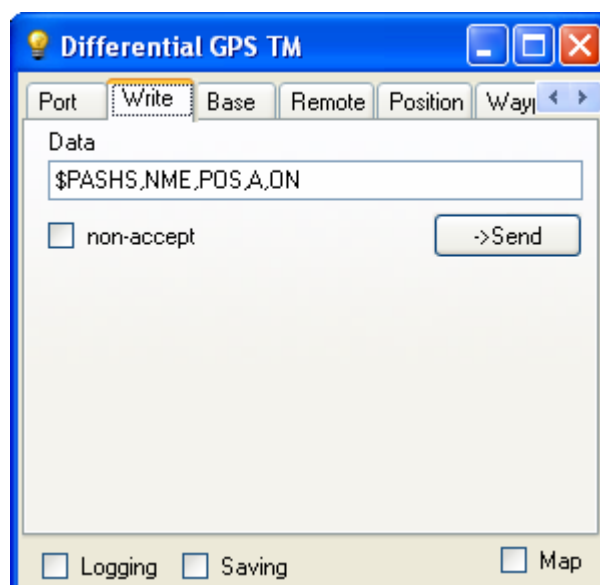 Differential GPS TM
Port Write Base Remote Position
Data
$PASHS,NME,POS,A,ON
non-accept ->Send
Logging Saving Map